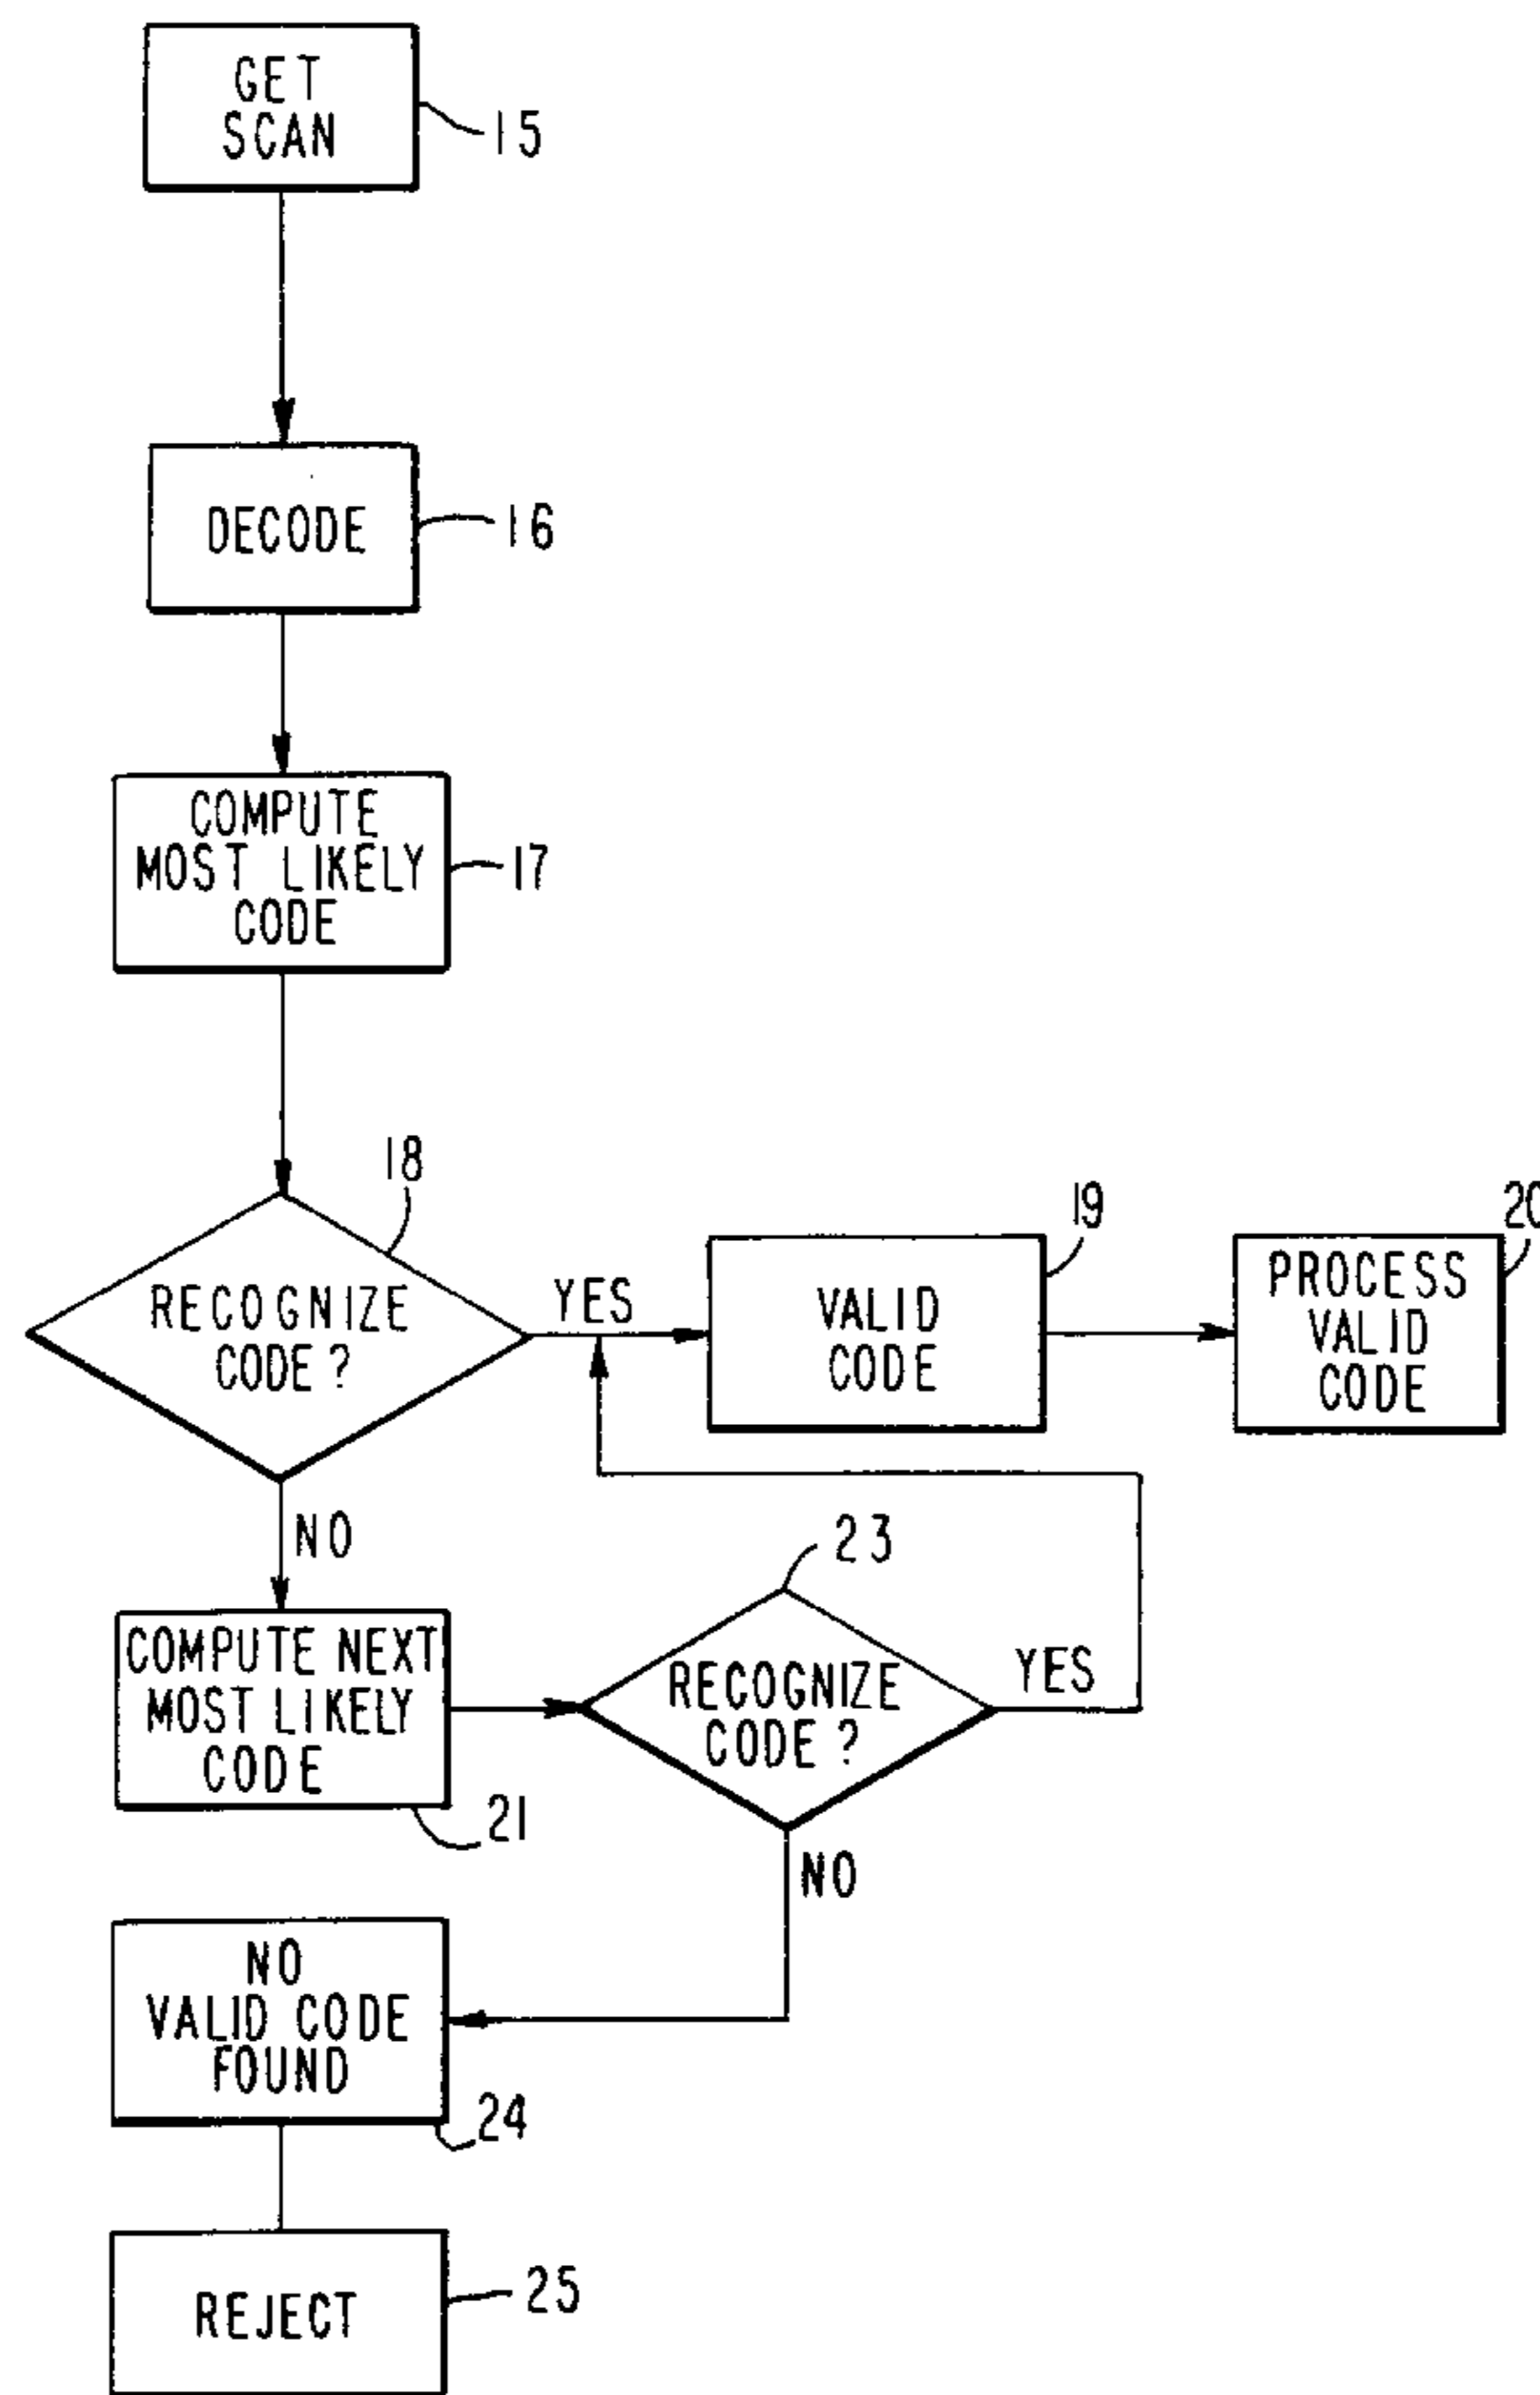 GET
SCAN
15
DECODE
16
COMPUTE
MOST LIKELY
CODE
17
18
RECOGNIZE
CODE?
YES
19
VALID
CODE
20
PROCESS
VALID
CODE
NO
COMPUTE NEXT
MOST LIKELY
CODE
21
23
RECOGNIZE
CODE?
YES
NO
NO
VALID CODE
FOUND
24
REJECT
25